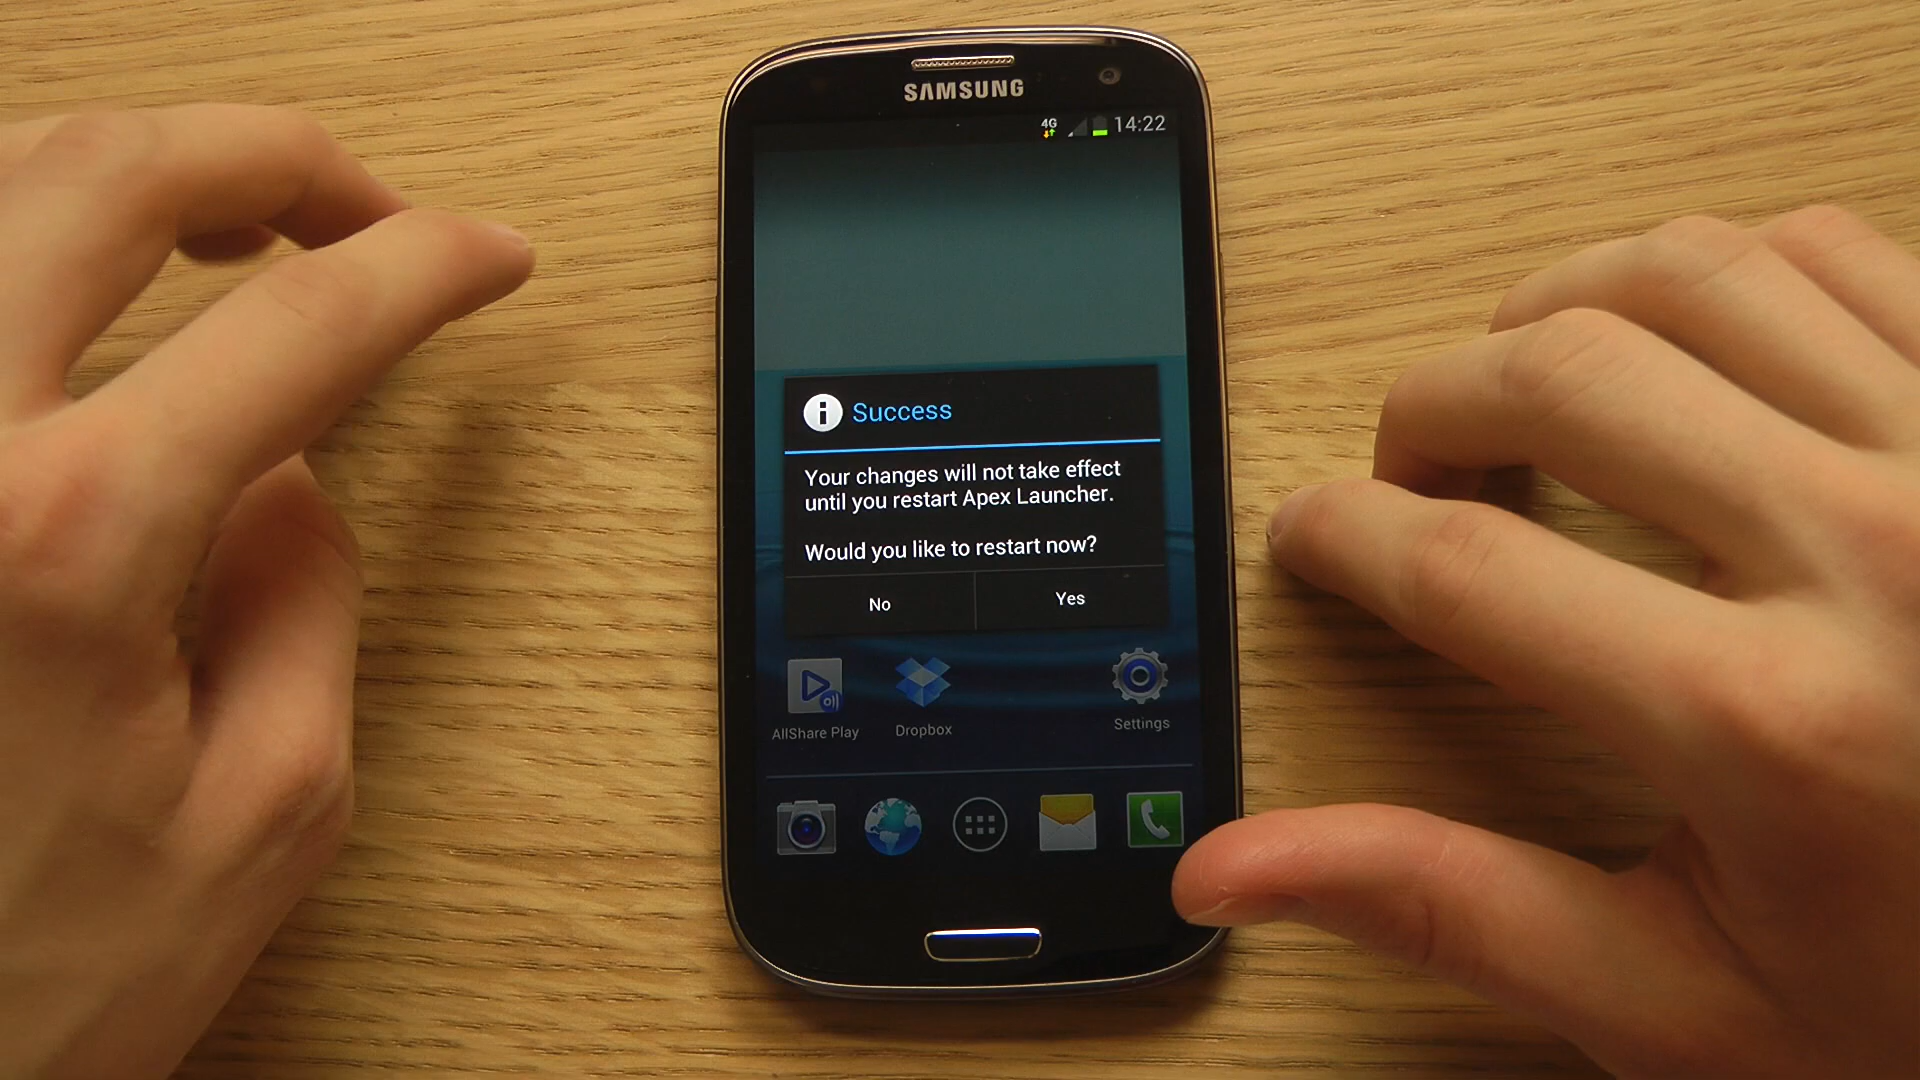 SAMSUNG
4G 14:22
Success
Your changes will not take effect
until you restart Apex Launcher.
Would you like to restart now?
No Yes
AllShare Play Dropbox Settings